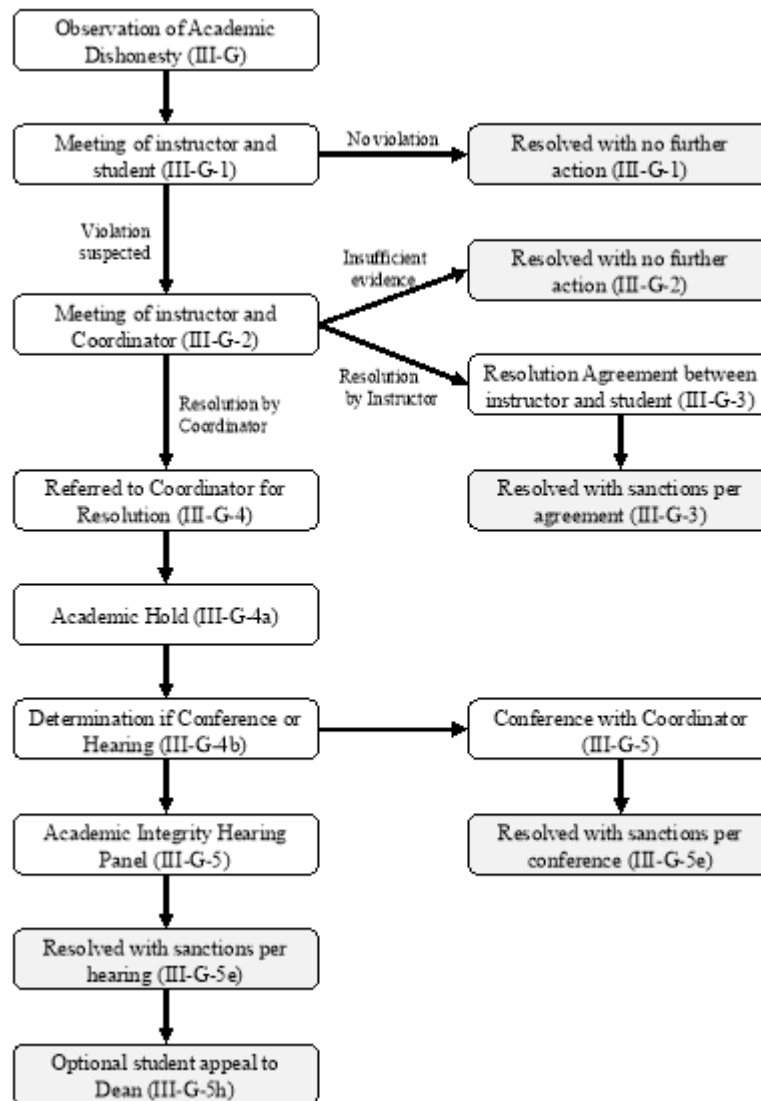 Observation of Academic
Dishonesty (III-G)
Meeting of instructor and
student (III-G-1)
No violation
Resolved with no further
action (III-G-1)
Violation
suspected
Insufficient
evidence
Resolved with no further
action (III-G-2)
Meeting of instructor and
Coordinator (III-G-2)
Resolution
by Instructor
Resolution Agreement between
instructor and student (III-G-3)
Resolution by
Coordinator
Referred to Coordinator for
Resolution (III-G-4)
Resolved with sanctions per
agreement (III-G-3)
Academic Hold (III-G-4a)
Determination if Conference or
Hearing (III-G-4b)
Conference with Coordinator
(III-G-5)
Academic Integrity Hearing
Panel (III-G-5)
Resolved with sanctions per
conference (III-G-5e)
Resolved with sanctions per
hearing (III-G-5e)
Optional student appeal to
Dean (III-G-5h)